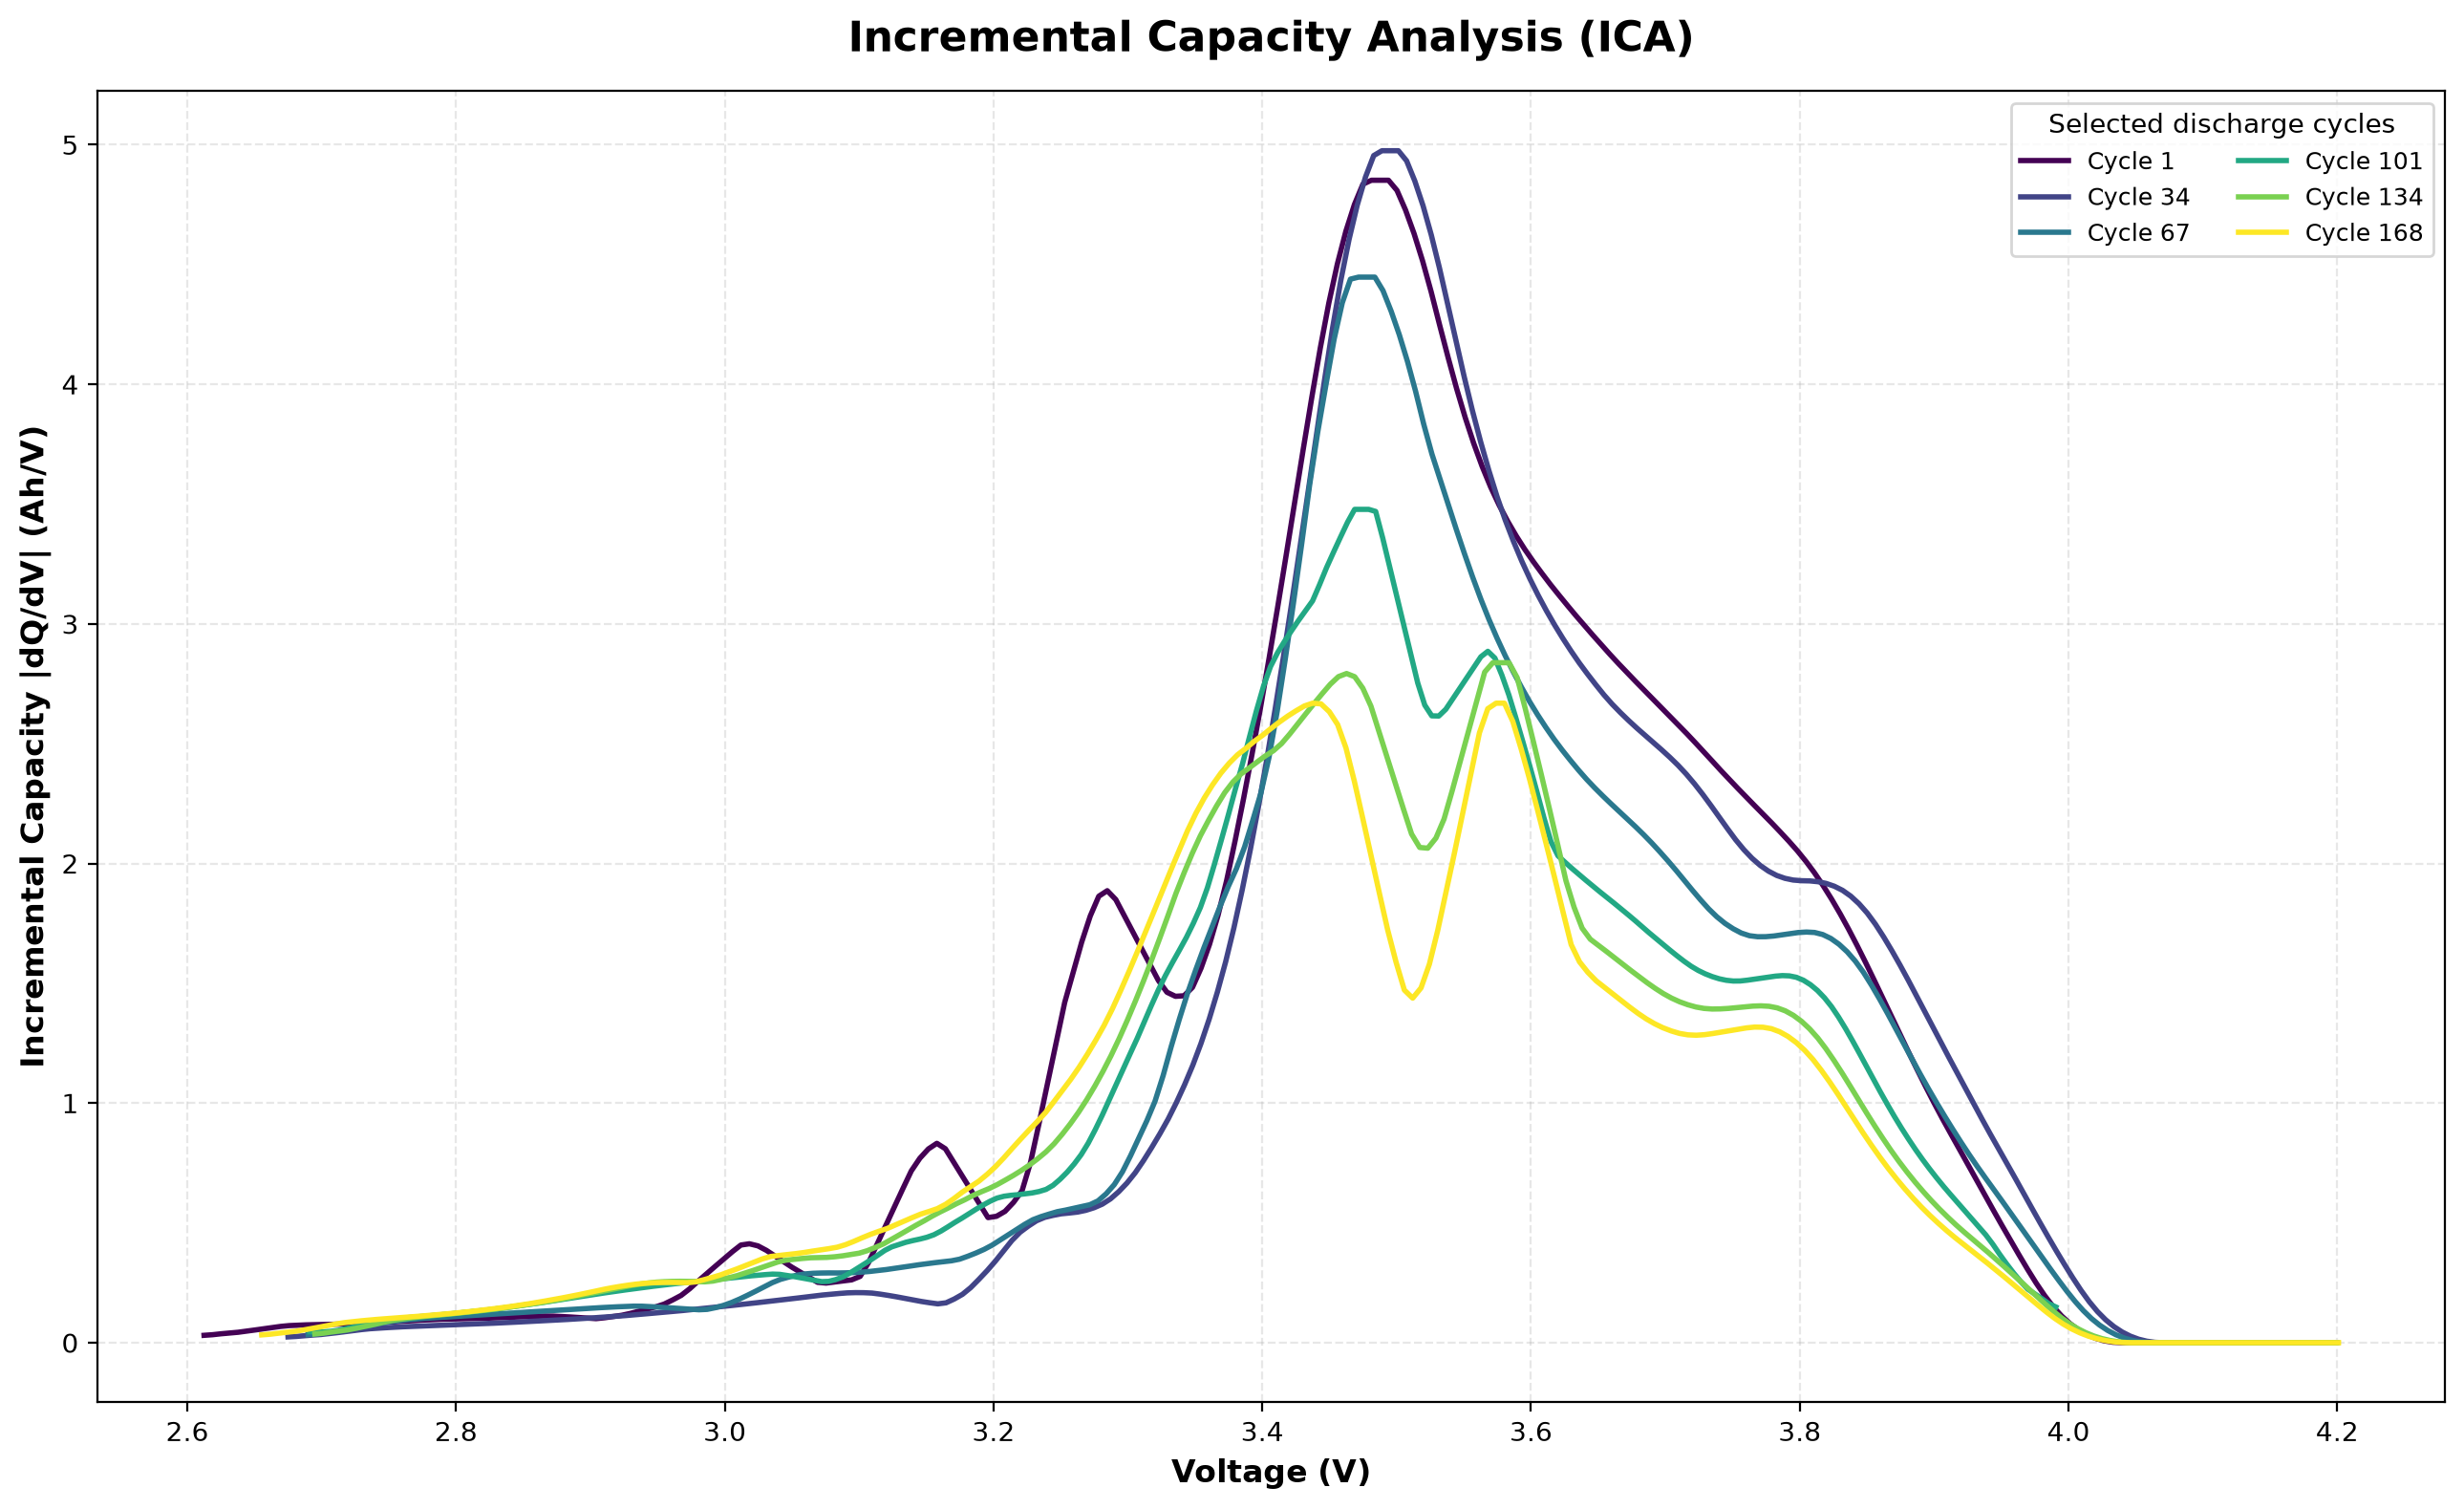 Incremental Capacity Analysis (ICA)
Incremental Capacity |dQ/dV| (Ah/V)
5
4
3
2
1
0
Selected discharge cycles
Cycle 1
Cycle 34
Cycle 67
Cycle 101
Cycle 134
Cycle 168
2.6 2.8 3.0 3.2 3.4 3.6 3.8 4.0 4.2
Voltage (V)